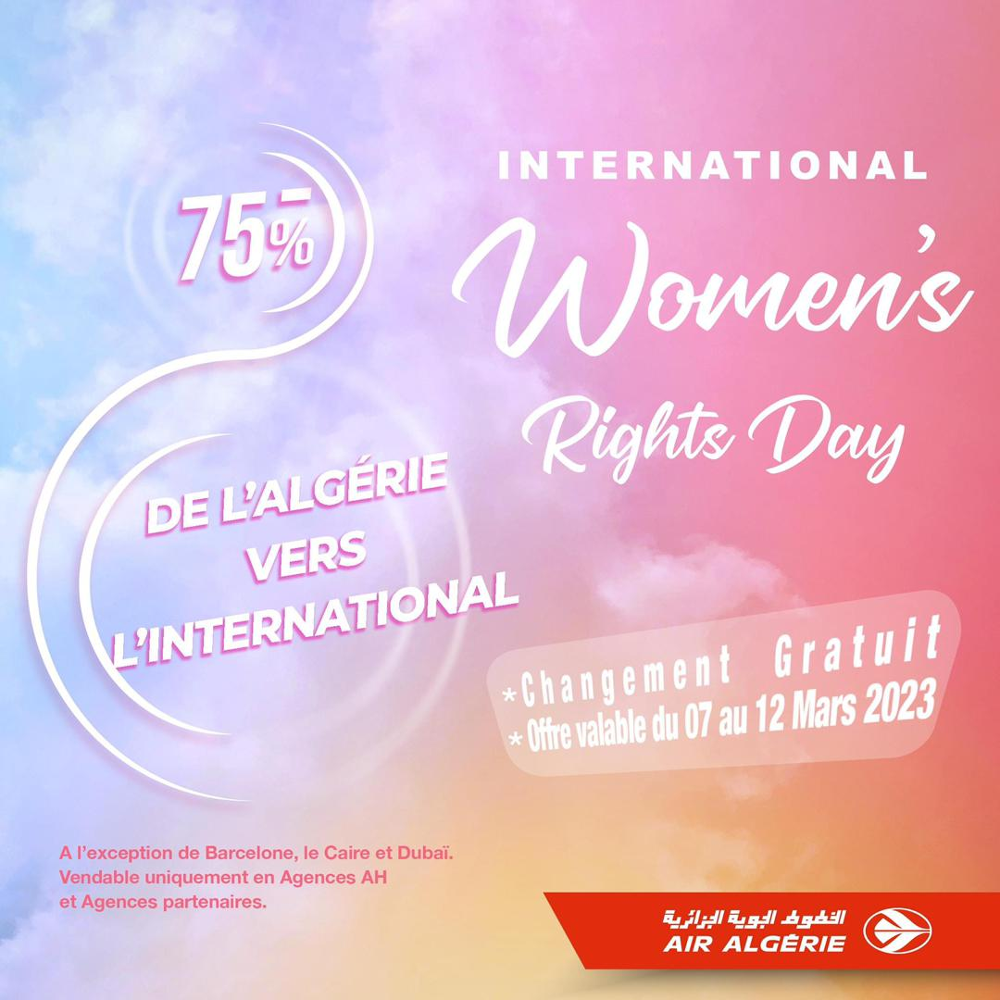 75-%
INTERNATIONAL
Women's
Rights Day
DE L'ALGÉRIE
VERS
L'INTERNATIONAL
*Changement Gratuit
* Offre valable du 07 au 12 Mars 2023
A l'exception de Barcelone, le Caire et Dubaï.
Vendable uniquement en Agences AH
et Agences partenaires.
الخطوط الجوية الجزائرية
AIR ALGÉRIE